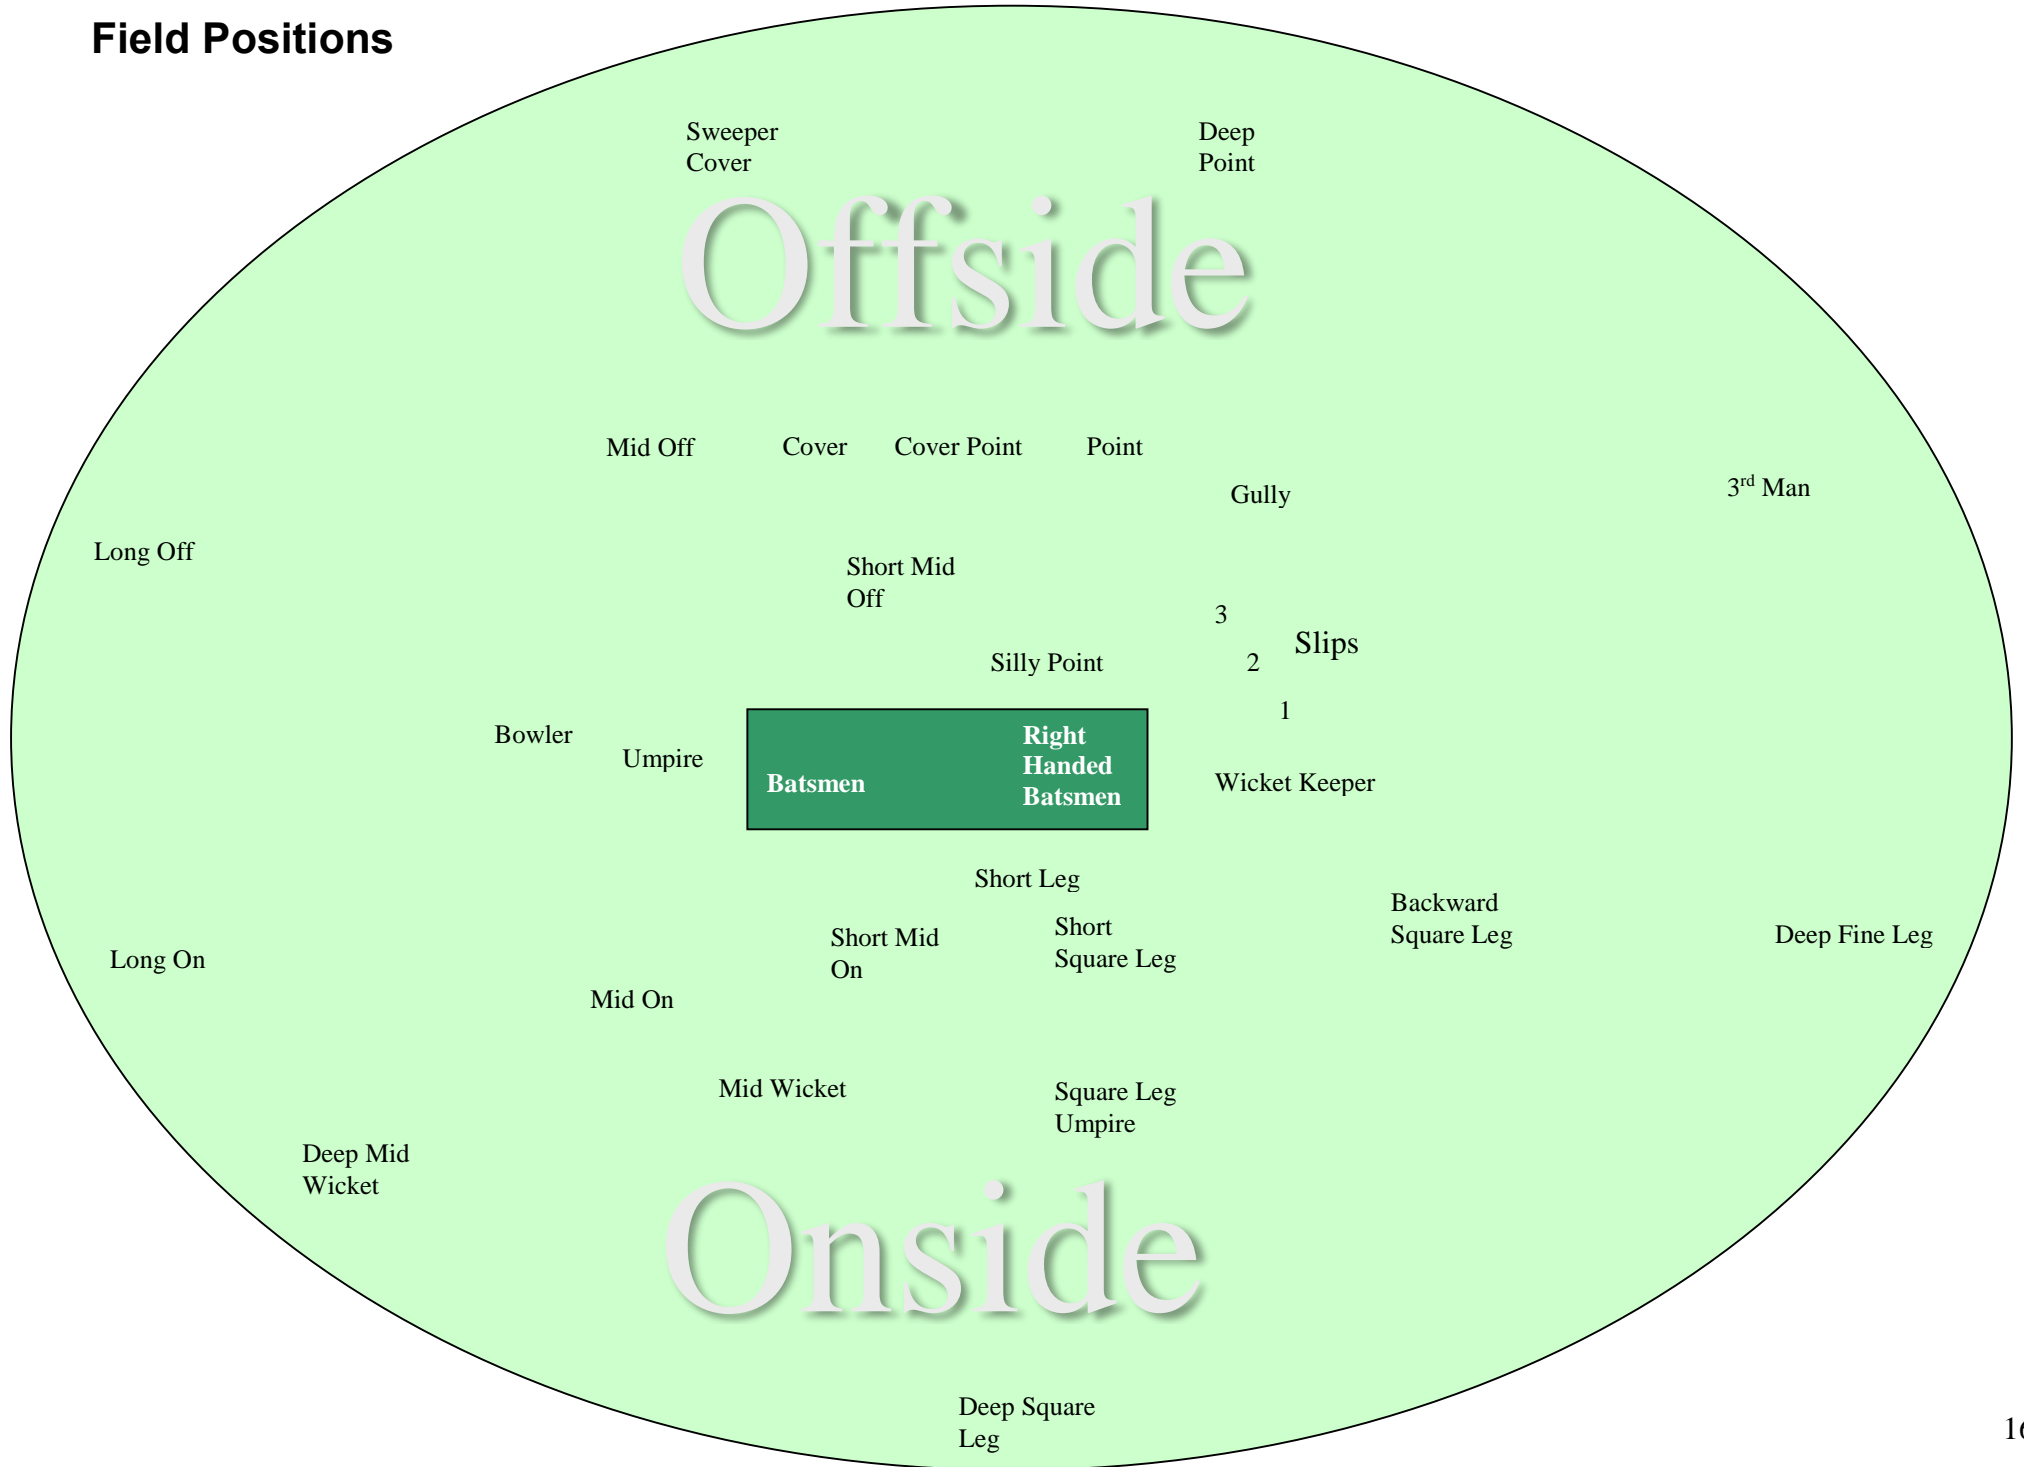 Field Positions
Sweeper
Cover
Deep
Point
Offside
Mid Off
Cover
Cover Point
Point
Gully
3rd Man
Long Off
Short Mid
Off
3
Slips
2
Silly Point
1
Bowler
Umpire
Batsmen
Right
Handed
Batsmen
Wicket Keeper
Short Leg
Short Mid
On
Short
Square Leg
Backward
Square Leg
Deep Fine Leg
Long On
Mid On
Mid Wicket
Square Leg
Umpire
Deep Mid
Wicket
Onside
Deep Square
Leg
16